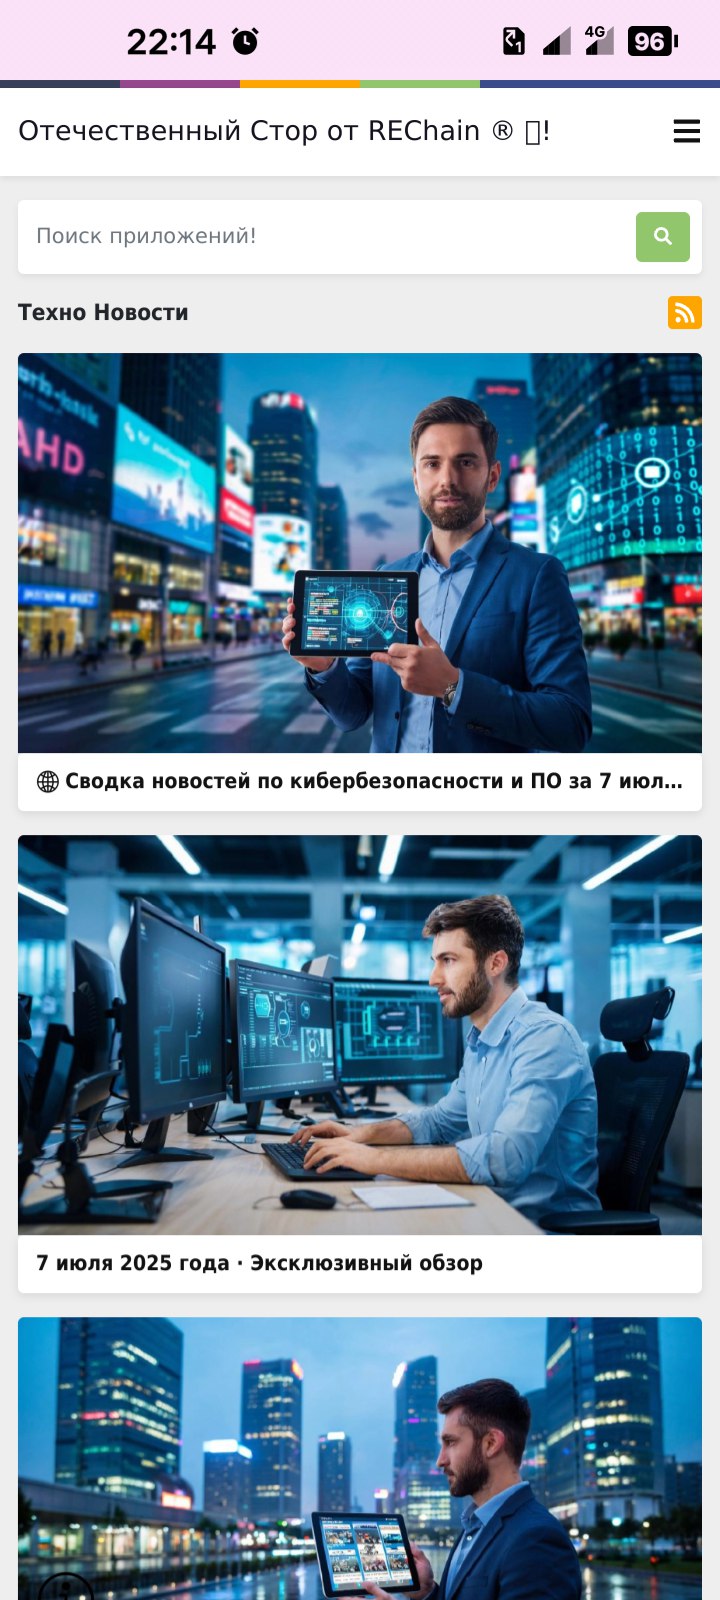 22:14
4G
96
Отечественный Стор от REChain ® ▯!
Поиск приложений!
Техно Новости
AHD
🌐 Сводка новостей по кибербезопасности и ПО за 7 июл...
7 июля 2025 года · Эксклюзивный обзор